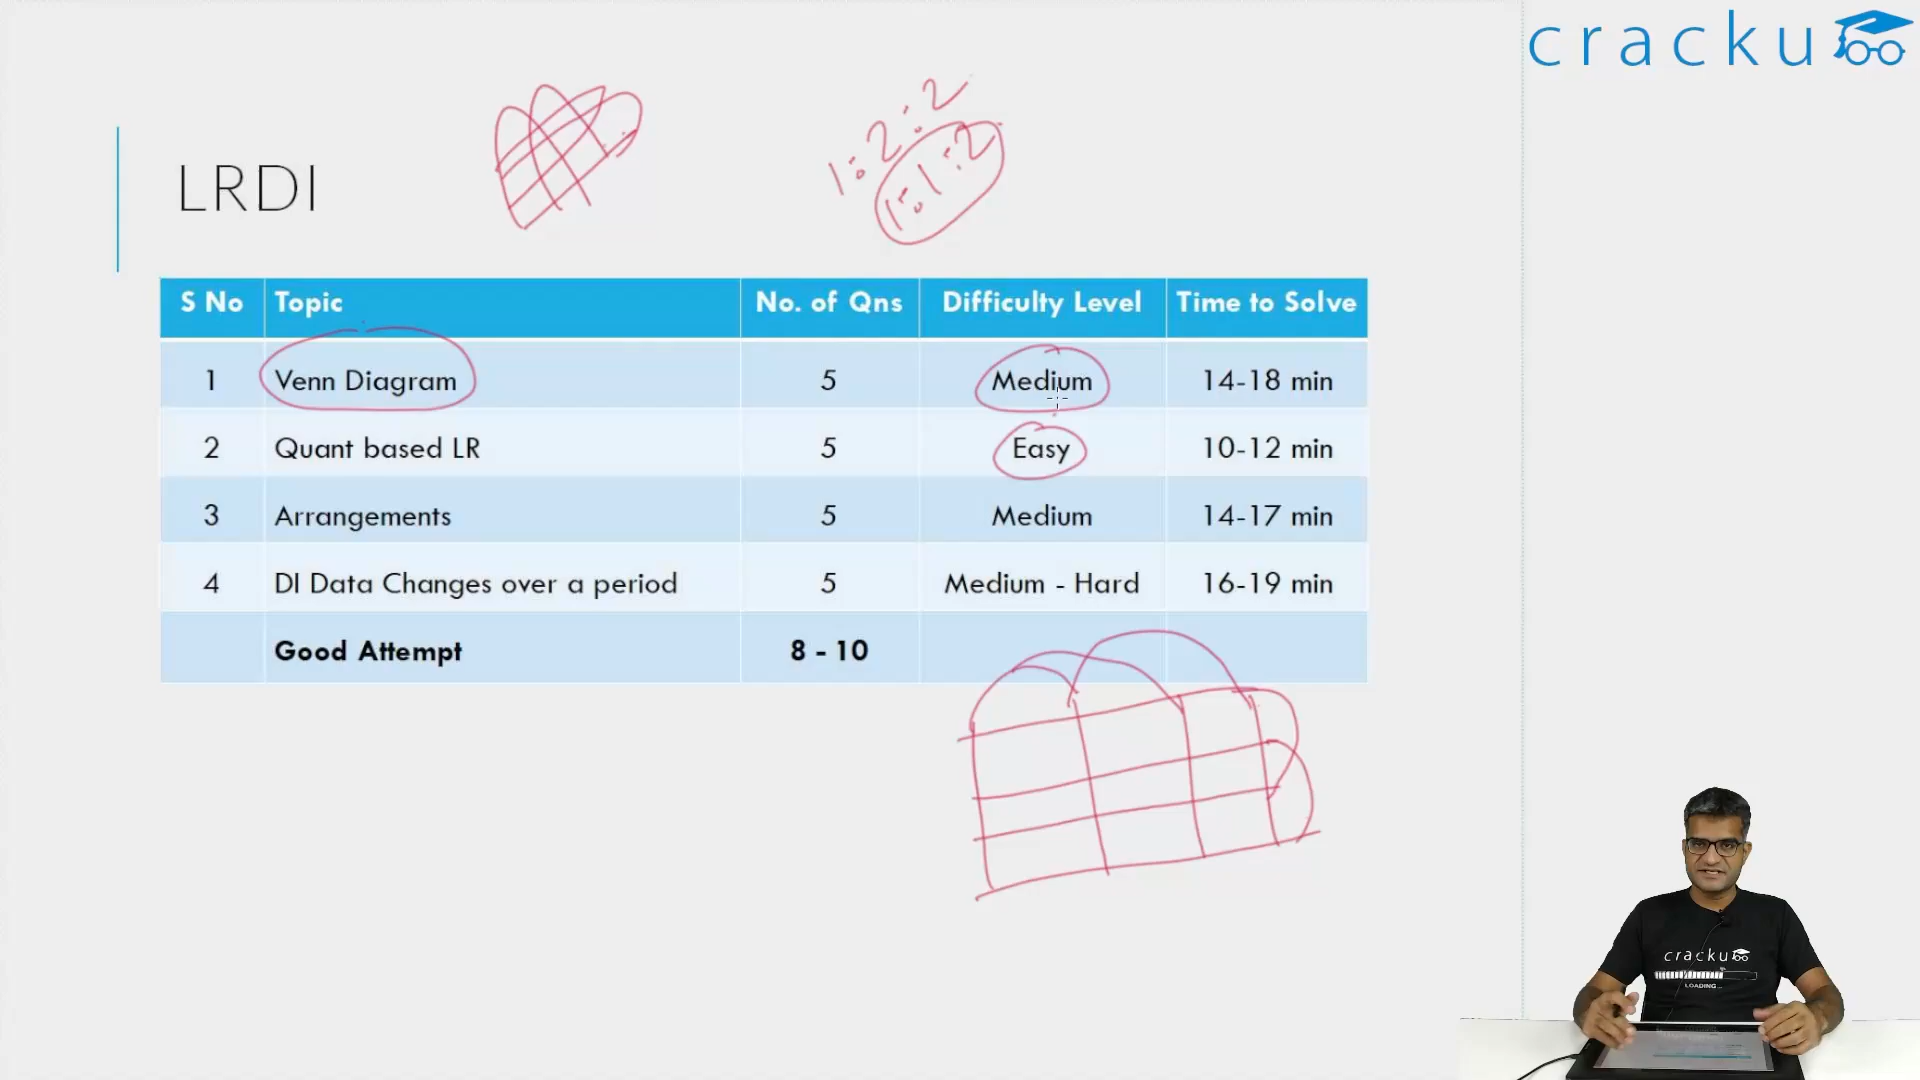 cracku
1:2:2
1:1:2
LRDI
S No Topic No. of Qns Difficulty Level Time to Solve
1 Venn Diagram 5 Medium 14-18 min
2 Quant based LR 5 Easy 10-12 min
3 Arrangements 5 Medium 14-17 min
4 DI Data Changes over a period 5 Medium - Hard 16-19 min
Good Attempt 8 - 10
cracku
LOADING...